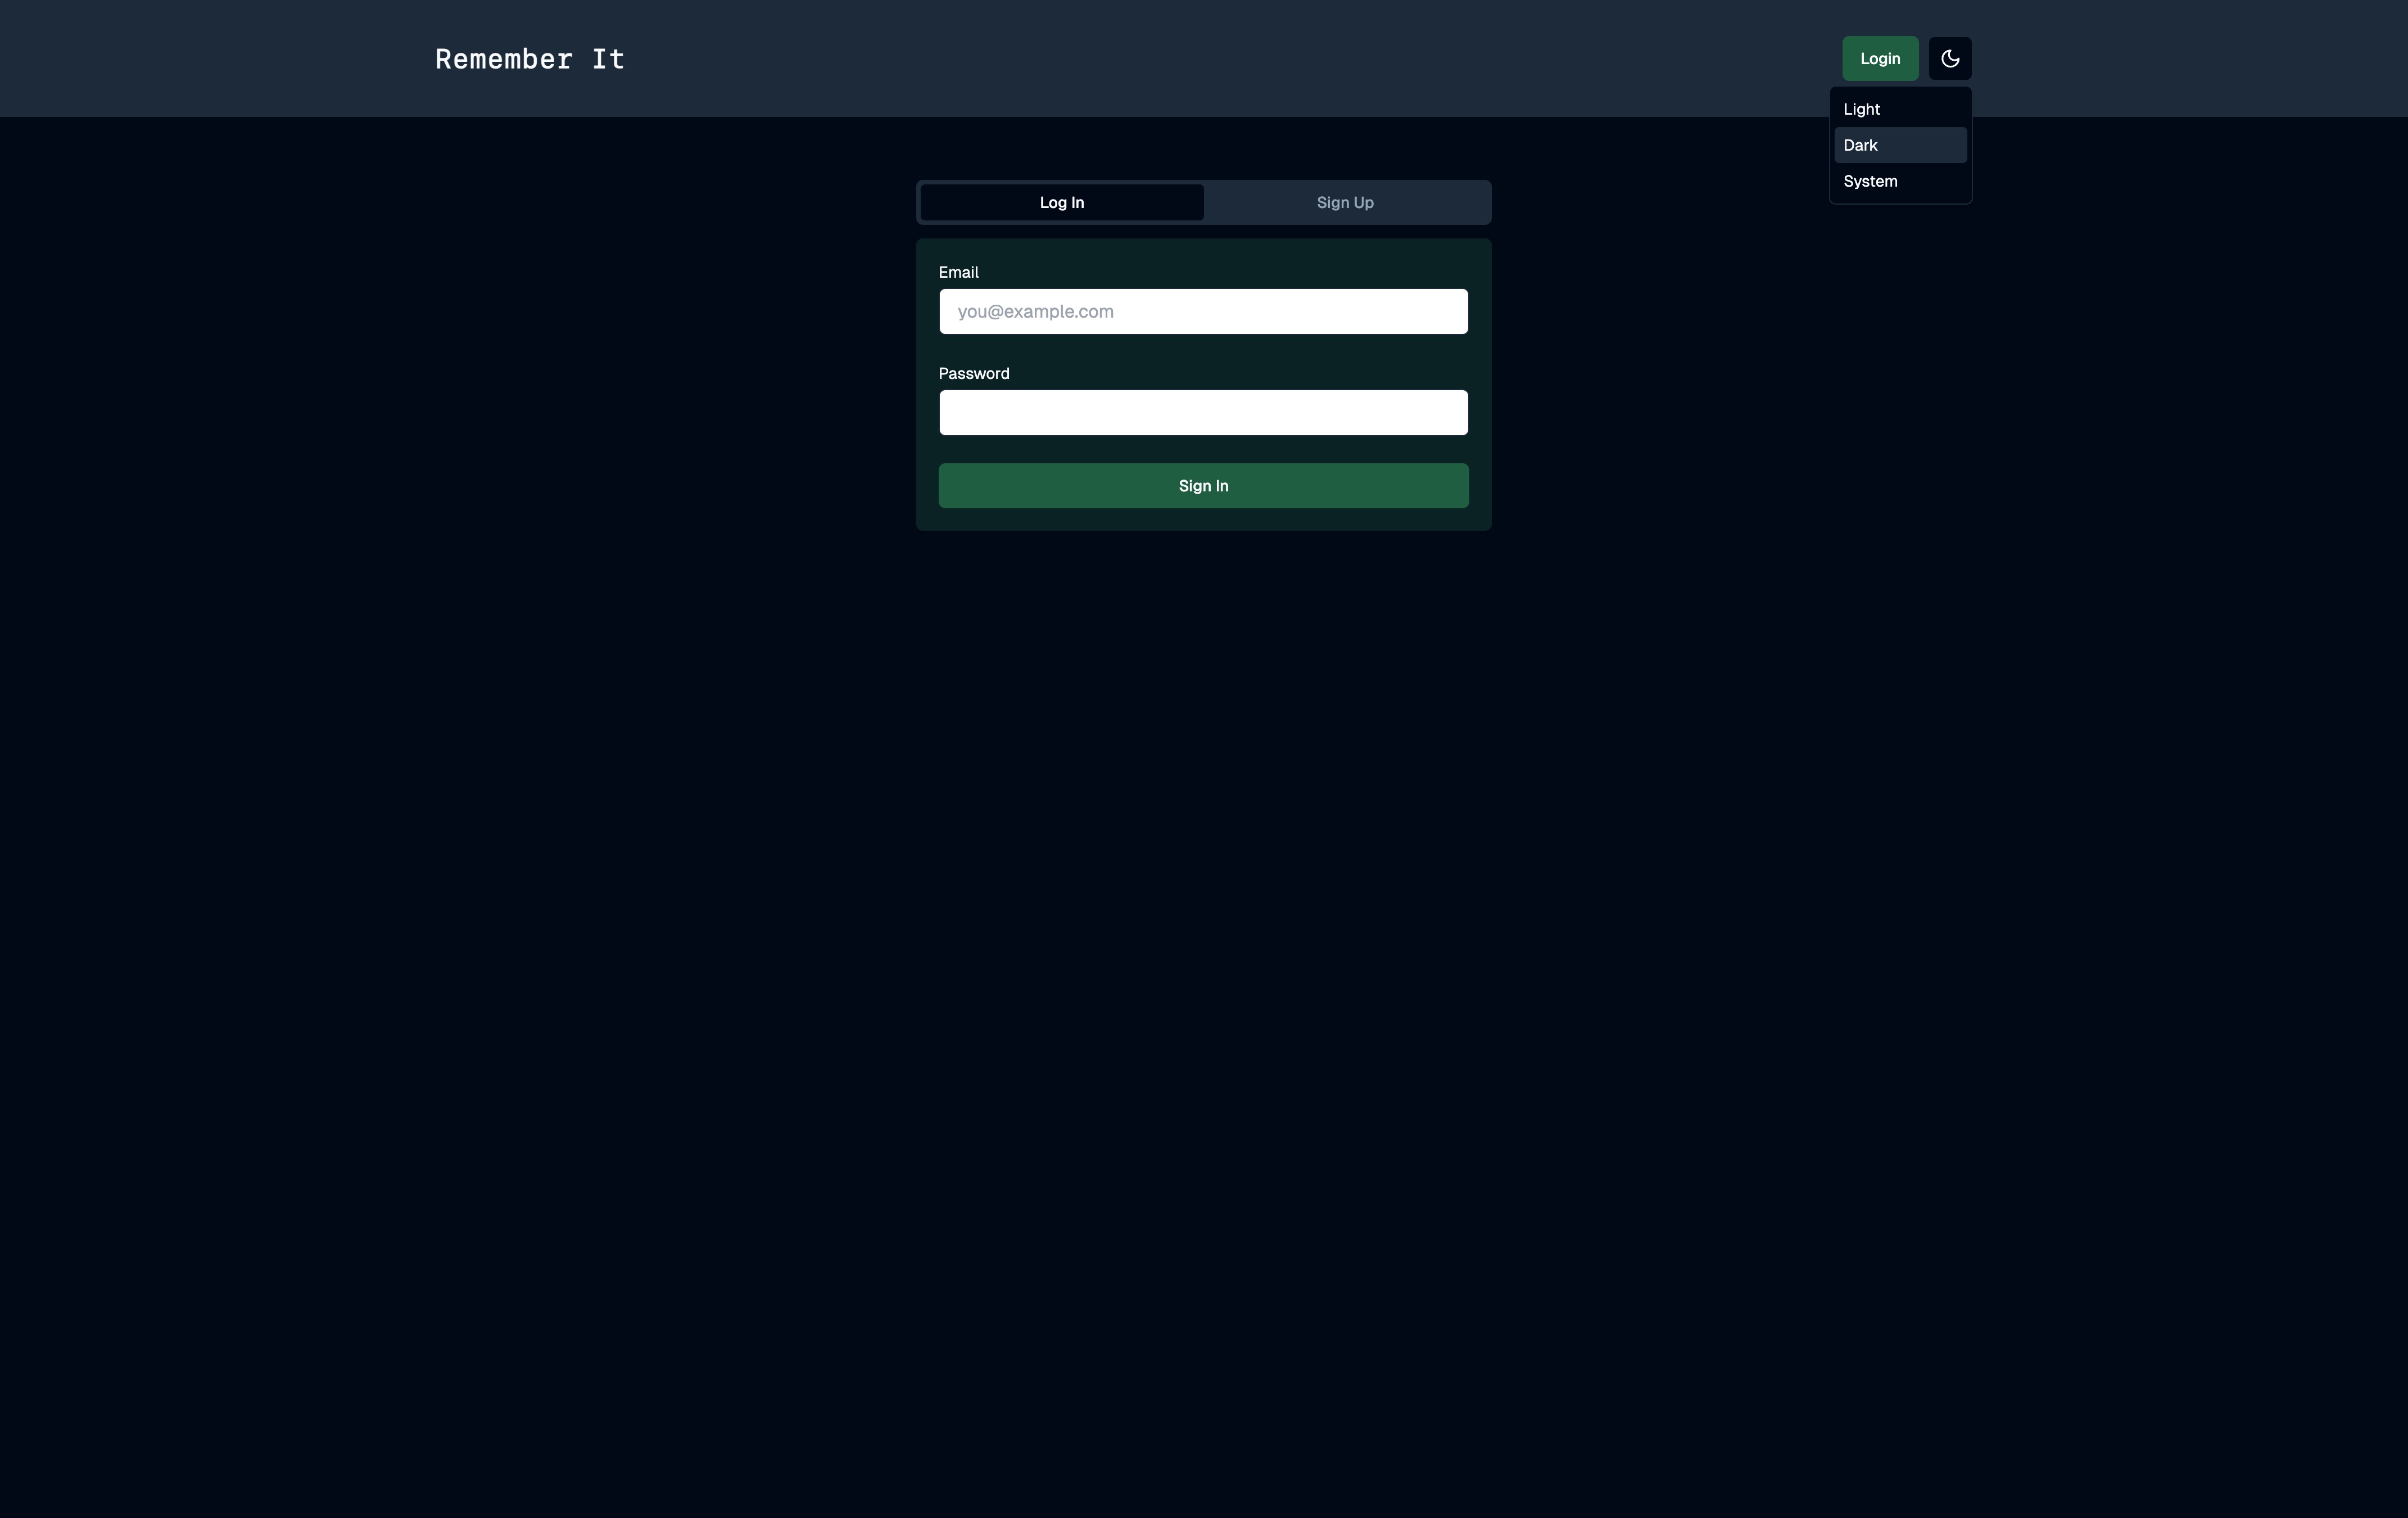 Remember It
Login
Light
Dark
System
Log In
Sign Up
Email
you@example.com
Password
Sign In